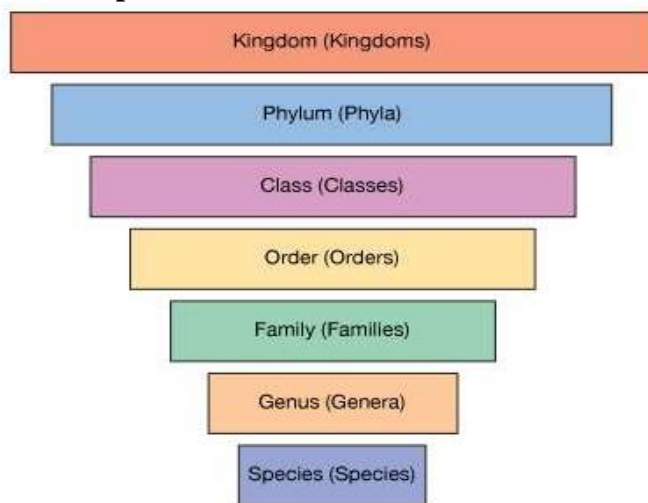 Kingdom (Kingdoms)
Phylum (Phyla)
Class (Classes)
Order (Orders)
Family (Families)
Genus (Genera)
Species (Species)